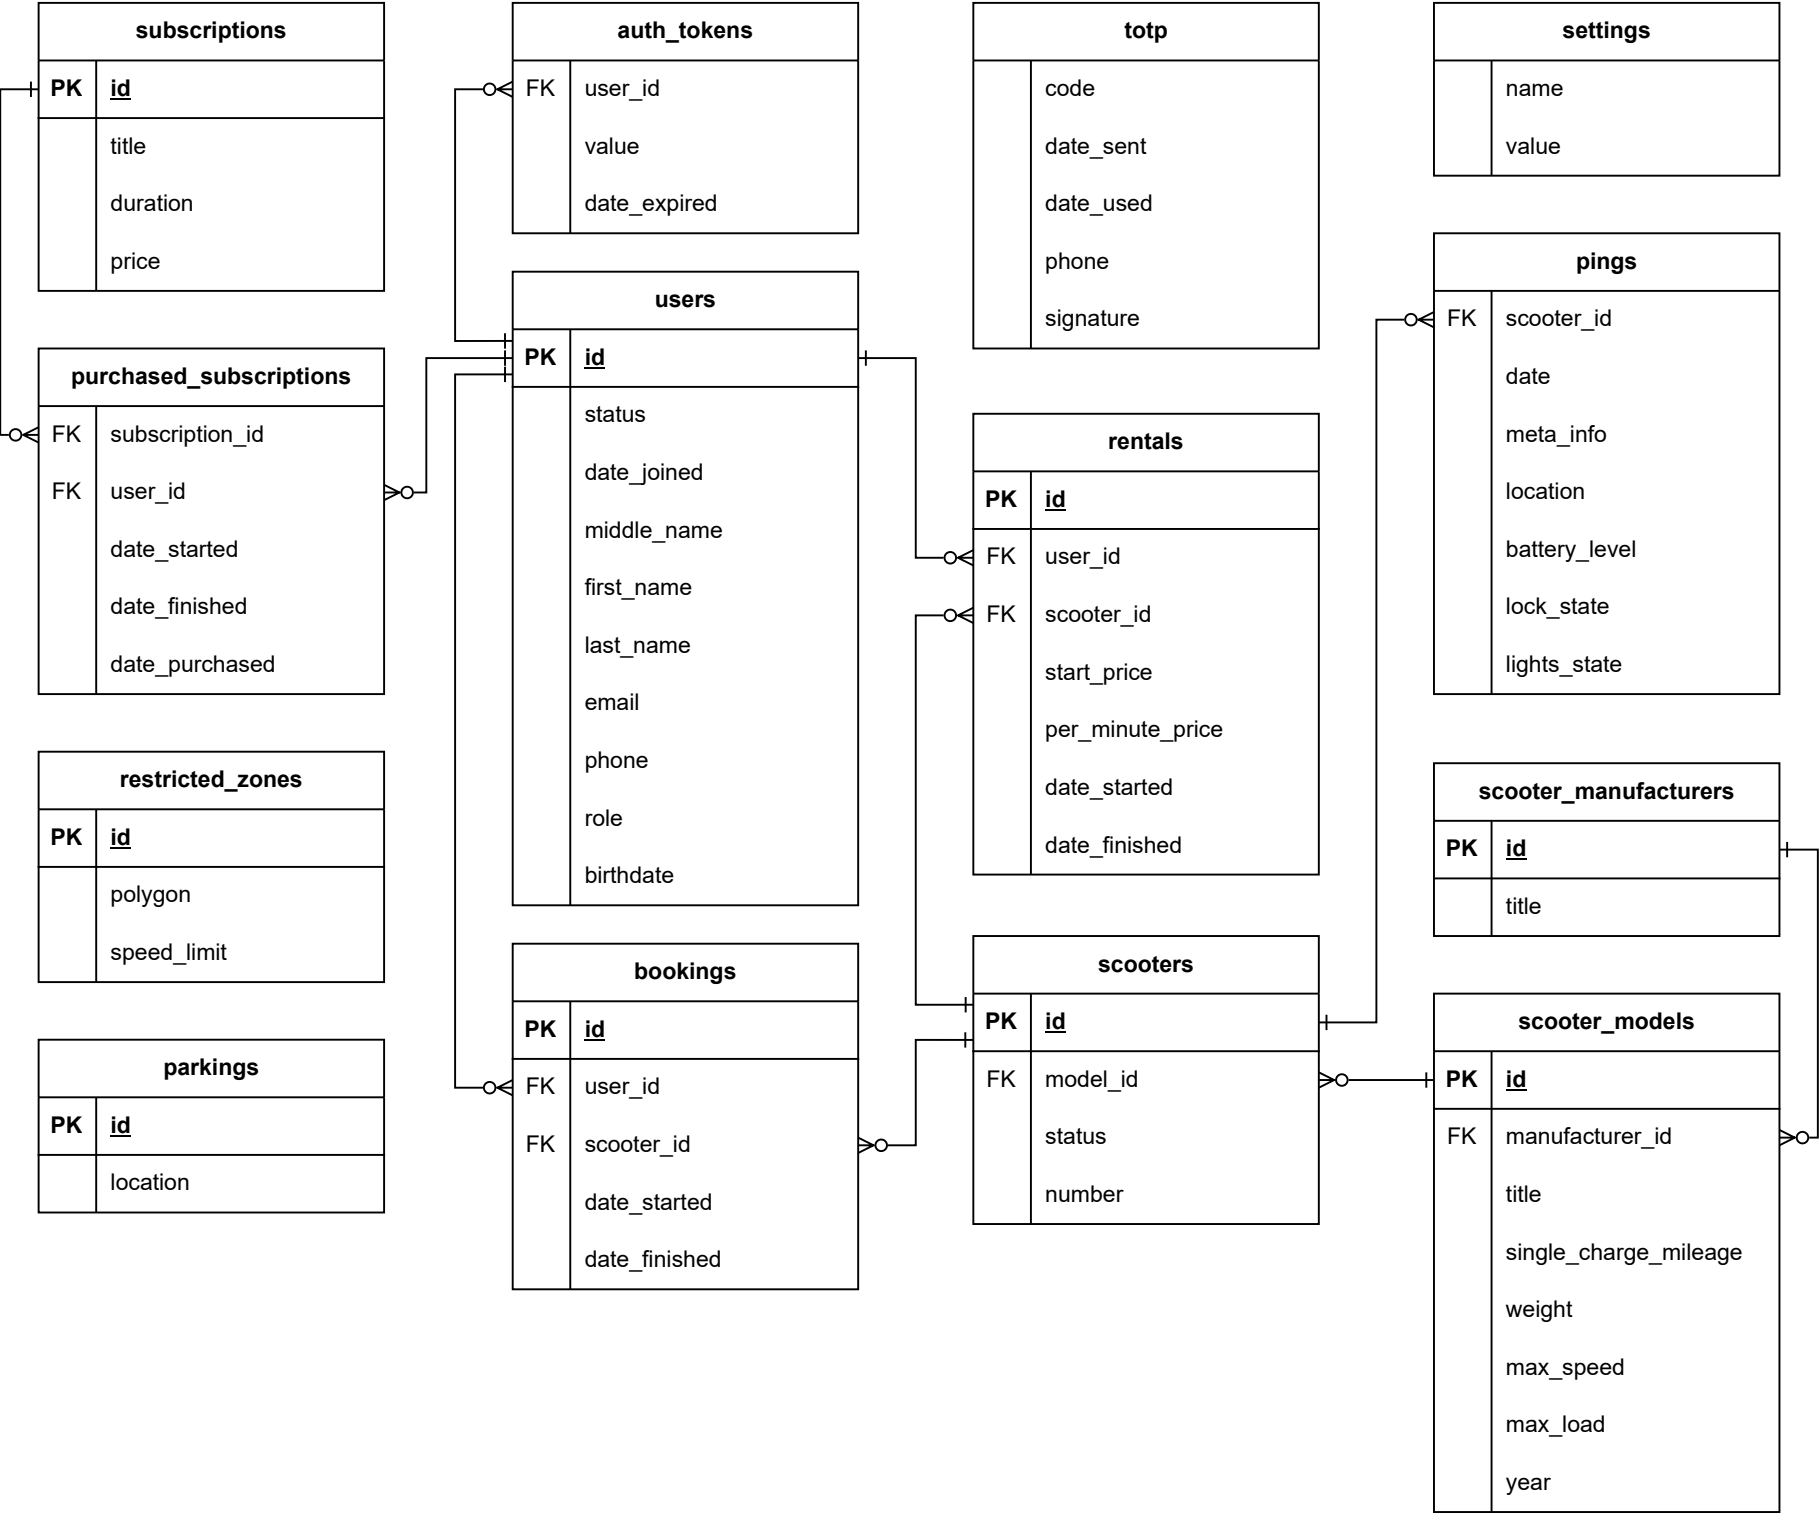 subscriptions
PK id
title
duration
price
purchased_subscriptions
FK subscription_id
FK user_id
date_started
date_finished
date_purchased
restricted_zones
PK id
polygon
speed_limit
parkings
PK id
location
auth_tokens
FK user_id
value
date_expired
users
PK id
status
date_joined
middle_name
first_name
last_name
email
phone
role
birthdate
bookings
PK id
FK user_id
FK scooter_id
date_started
date_finished
totp
code
date_sent
date_used
phone
signature
rentals
PK id
FK user_id
FK scooter_id
start_price
per_minute_price
date_started
date_finished
scooters
PK id
FK model_id
status
number
settings
name
value
pings
FK scooter_id
date
meta_info
location
battery_level
lock_state
lights_state
scooter_manufacturers
PK id
title
scooter_models
PK id
FK manufacturer_id
title
single_charge_mileage
weight
max_speed
max_load
year